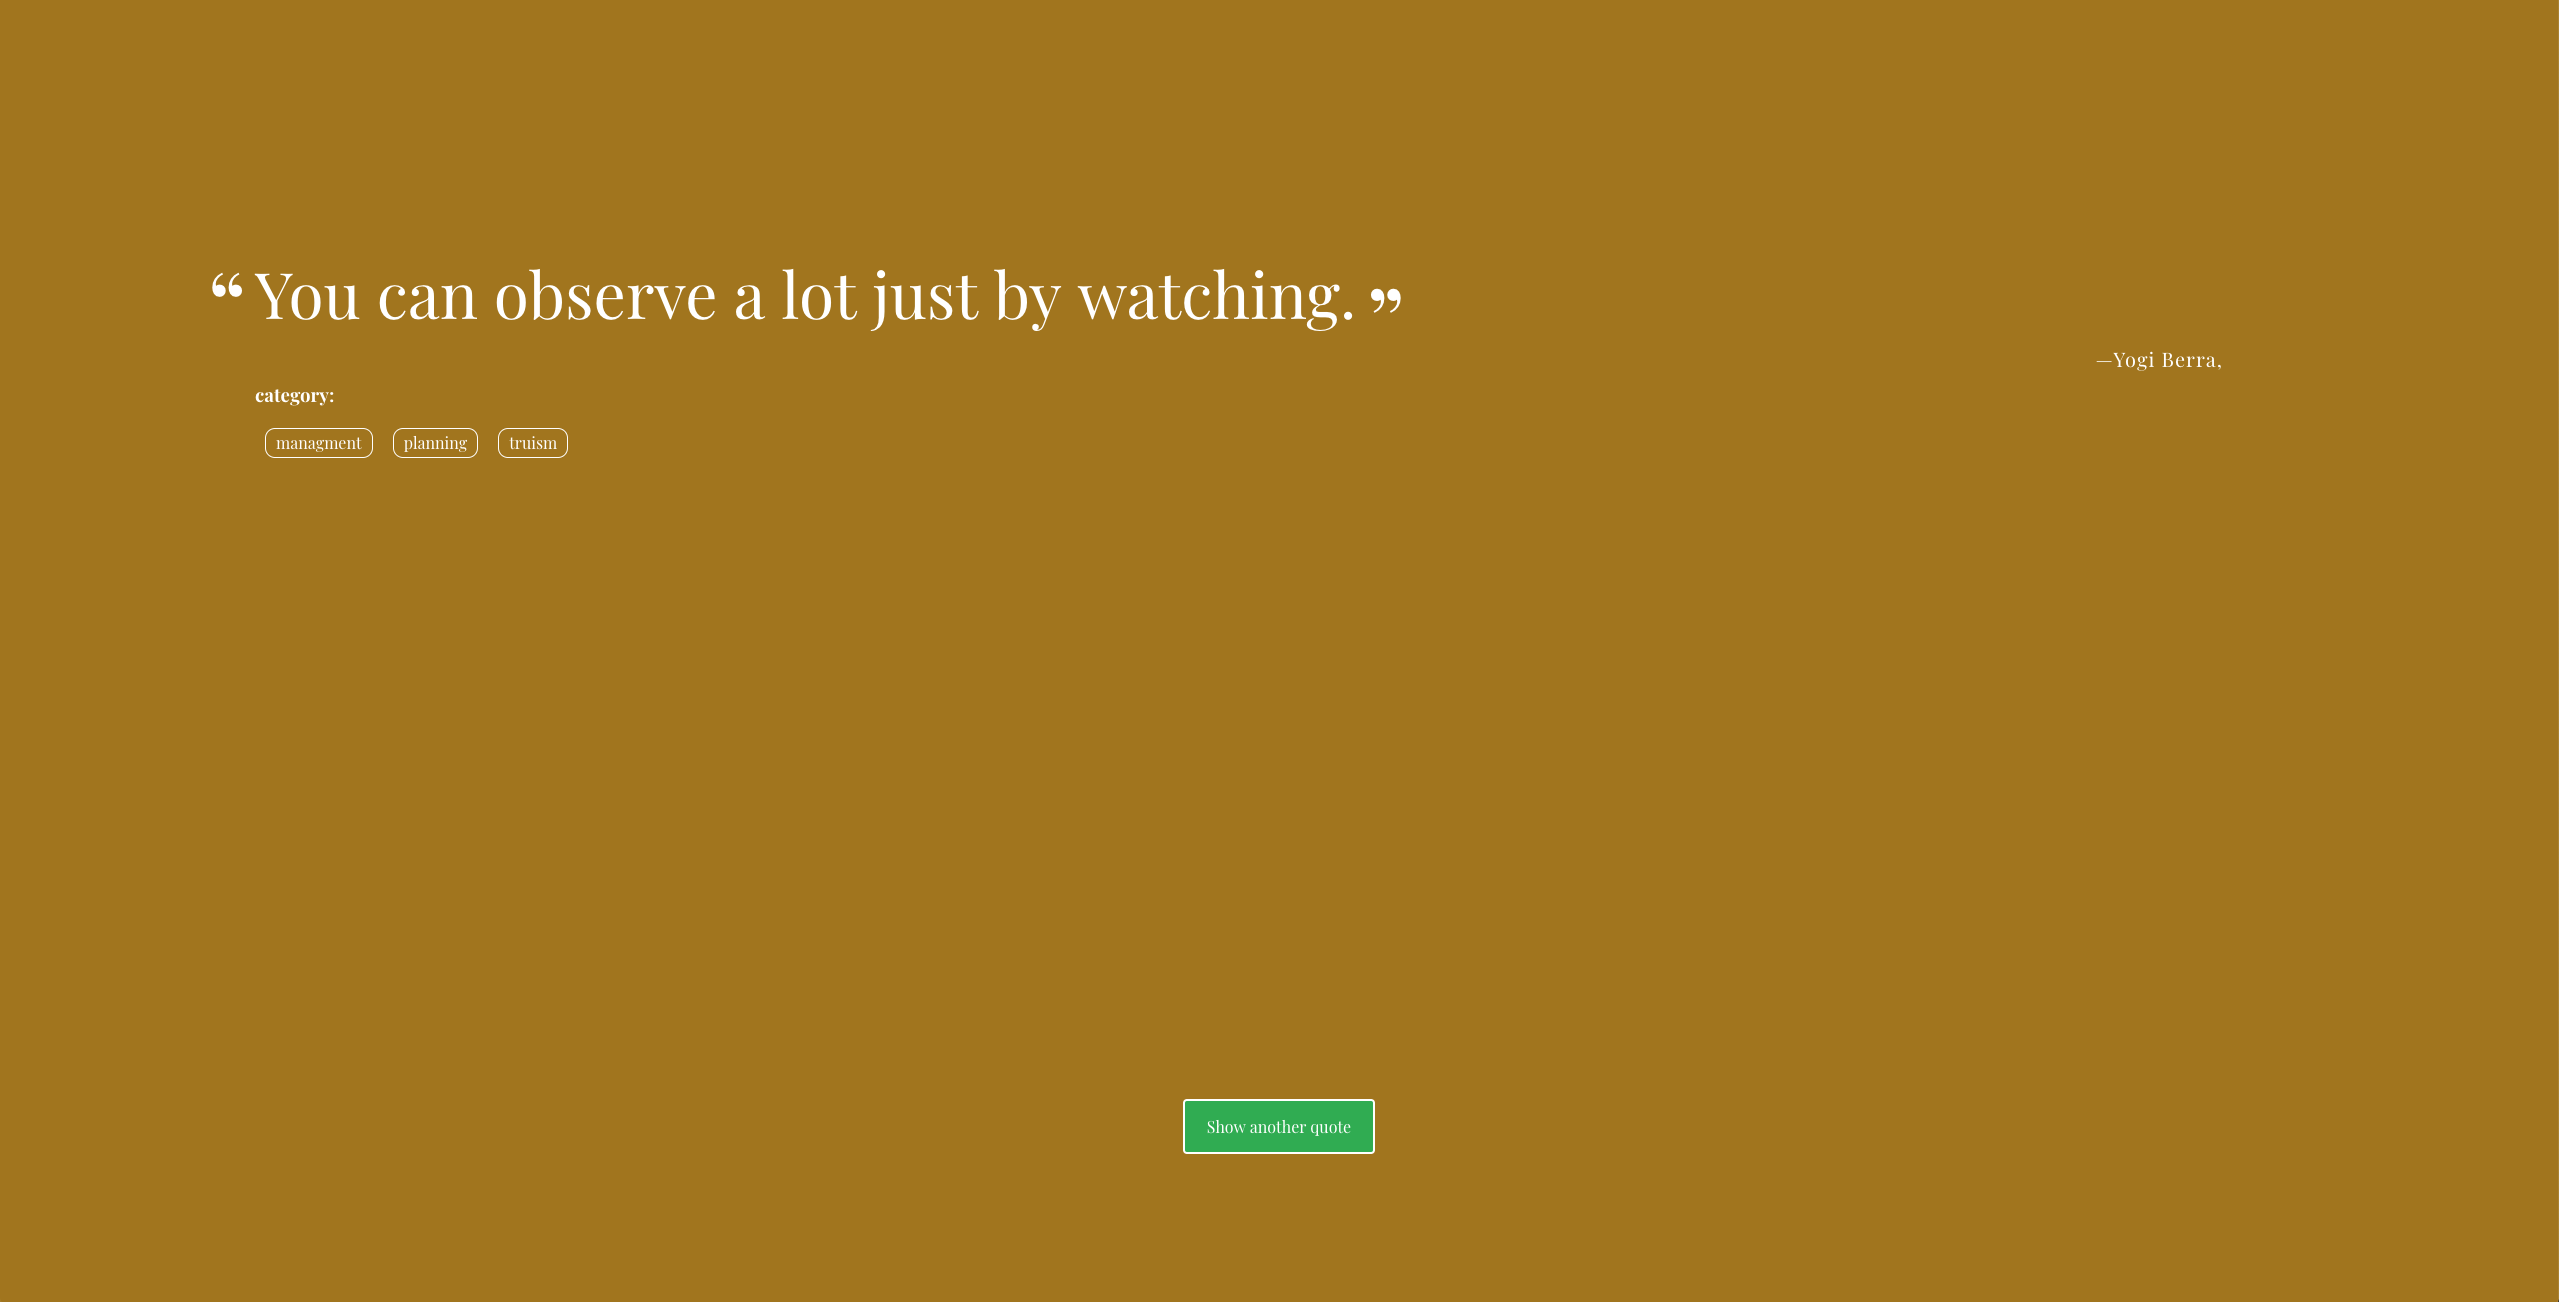 “ You can observe a lot just by watching. ”
—Yogi Berra,
category:
managment planning truism
Show another quote